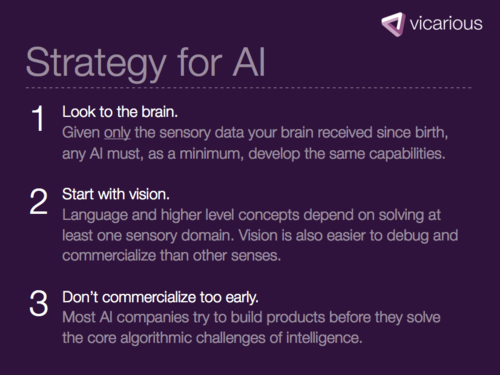 vicarious
Strategy for AI
1 Look to the brain.
Given only the sensory data your brain received since birth,
any AI must, as a minimum, develop the same capabilities.
2 Start with vision.
Language and higher level concepts depend on solving at
least one sensory domain. Vision is also easier to debug and
commercialize than other senses.
3 Don't commercialize too early.
Most AI companies try to build products before they solve
the core algorithmic challenges of intelligence.